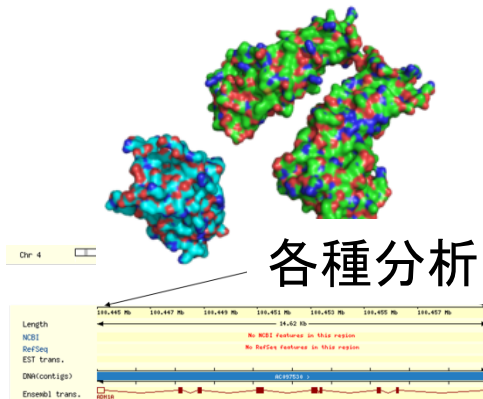 各種分析
Chr 4
100.445 Mb 100.447 Mb 100.449 Mb 100.451 Mb 100.453 Mb 100.455 Mb 100.457 Mb
Length 14.62 Kb
NCBI No NCBI features in this region
RefSeq No RefSeq features in this region
EST trans.
DNA(contigs) AC097530 >
Ensembl trans.
ADH1A